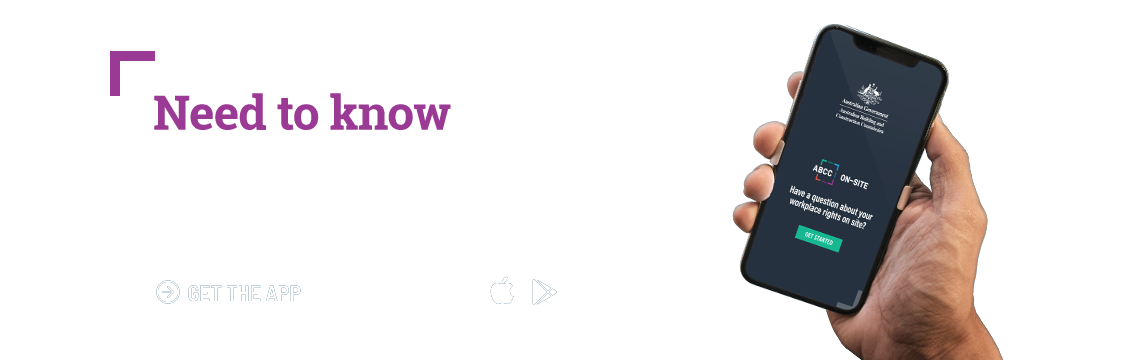 Need to know
GET THE APP
Australian Government
Australian Building and
Construction Commission
ABCC ON-SITE
Have a question about your
workplace rights on site?
GET STARTED